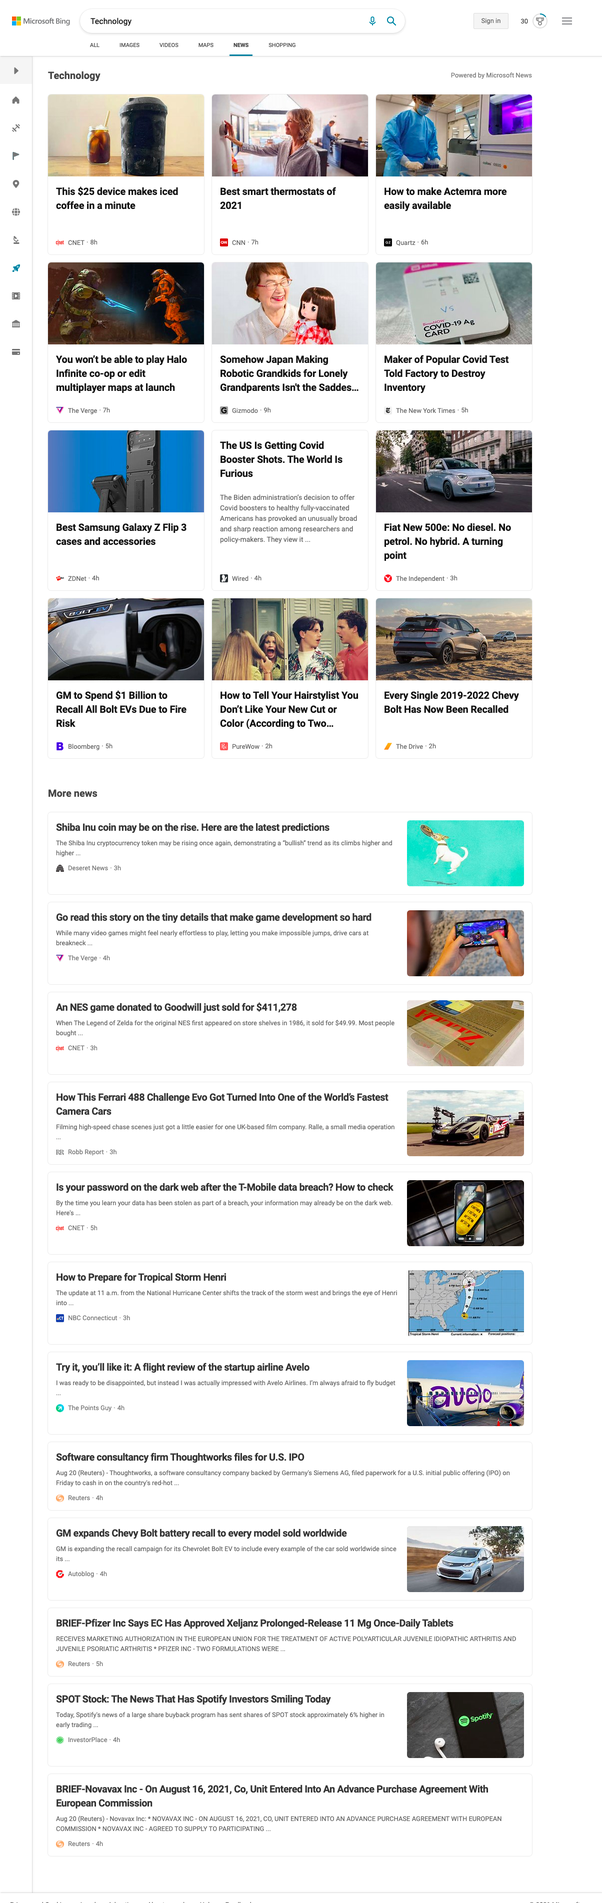 Microsoft Bing
Technology
Sign in
30
ALL
IMAGES
VIDEOS
MAPS
NEWS
SHOPPING
Technology
Powered by Microsoft News
This $25 device makes iced
coffee in a minute
CNET · 8h
Best smart thermostats of
2021
CNN · 7h
How to make Actemra more
easily available
Quartz · 6h
You won't be able to play Halo
Infinite co-op or edit
multiplayer maps at launch
The Verge · 7h
Somehow Japan Making
Robotic Grandkids for Lonely
Grandparents Isn't the Saddes...
Gizmodo · 9h
COVID-19 Ag
CARD
Maker of Popular Covid Test
Told Factory to Destroy
Inventory
The New York Times · 5h
Best Samsung Galaxy Z Flip 3
cases and accessories
ZDNet · 4h
The US Is Getting Covid
Booster Shots. The World Is
Furious
The Biden administration's decision to offer
Covid boosters to healthy fully-vaccinated
Americans has provoked an unusually broad
and sharp reaction among researchers and
policy-makers. They view it ...
Wired · 4h
Fiat New 500e: No diesel. No
petrol. No hybrid. A turning
point
The Independent · 3h
BOLT EV
GM to Spend $1 Billion to
Recall All Bolt EVs Due to Fire
Risk
Bloomberg · 5h
How to Tell Your Hairstylist You
Don't Like Your New Cut or
Color (According to Two...
PureWow · 2h
Every Single 2019-2022 Chevy
Bolt Has Now Been Recalled
The Drive · 2h
More news
Shiba Inu coin may be on the rise. Here are the latest predictions
The Shiba Inu cryptocurrency token may be rising once again, demonstrating a "bullish" trend as its climbs higher and
higher ...
Deseret News · 3h
Go read this story on the tiny details that make game development so hard
While many video games might feel nearly effortless to play, letting you make impossible jumps, drive cars at
breakneck ...
The Verge · 4h
An NES game donated to Goodwill just sold for $411,278
When The Legend of Zelda for the original NES first appeared on store shelves in 1986, it sold for $49.99. Most people
bought ...
CNET · 3h
How This Ferrari 488 Challenge Evo Got Turned Into One of the World's Fastest
Camera Cars
Filming high-speed chase scenes just got a little easier for one UK-based film company. Ralle, a small media operation
...
Robb Report · 3h
Is your password on the dark web after the T-Mobile data breach? How to check
By the time you learn your data has been stolen as part of a breach, your information may already be on the dark web.
Here's ...
CNET · 5h
How to Prepare for Tropical Storm Henri
The update at 11 a.m. from the National Hurricane Center shifts the track of the storm west and brings the eye of Henri
into ...
NBC Connecticut · 3h
Try it, you'll like it: A flight review of the startup airline Avelo
I was ready to be disappointed, but instead I was actually impressed with Avelo Airlines. I'm always afraid to fly budget
...
The Points Guy · 4h
avelo
Software consultancy firm Thoughtworks files for U.S. IPO
Aug 20 (Reuters) - Thoughtworks, a software consultancy company backed by Germany's Siemens AG, filed paperwork for a U.S. initial public offering (IPO) on
Friday to cash in on the country's red-hot ...
Reuters · 4h
GM expands Chevy Bolt battery recall to every model sold worldwide
GM is expanding the recall campaign for its Chevrolet Bolt EV to include every example of the car sold worldwide since
its ...
Autoblog · 4h
BRIEF-Pfizer Inc Says EC Has Approved Xeljanz Prolonged-Release 11 Mg Once-Daily Tablets
RECEIVES MARKETING AUTHORIZATION IN THE EUROPEAN UNION FOR THE TREATMENT OF ACTIVE POLYARTICULAR JUVENILE IDIOPATHIC ARTHRITIS AND
JUVENILE PSORIATIC ARTHRITIS * PFIZER INC - TWO FORMULATIONS WERE ...
Reuters · 5h
SPOT Stock: The News That Has Spotify Investors Smiling Today
Today, Spotify's news of a large share buyback program has sent shares of SPOT stock approximately 6% higher in
early trading ...
InvestorPlace · 4h
Spotify
BRIEF-Novavax Inc - On August 16, 2021, Co, Unit Entered Into An Advance Purchase Agreement With
European Commission
Aug 20 (Reuters) - Novavax Inc: * NOVAVAX INC - ON AUGUST 16, 2021, CO, UNIT ENTERED INTO AN ADVANCE PURCHASE AGREEMENT WITH EUROPEAN
COMMISSION * NOVAVAX INC - AGREED TO SUPPLY TO PARTICIPATING ...
Reuters · 4h